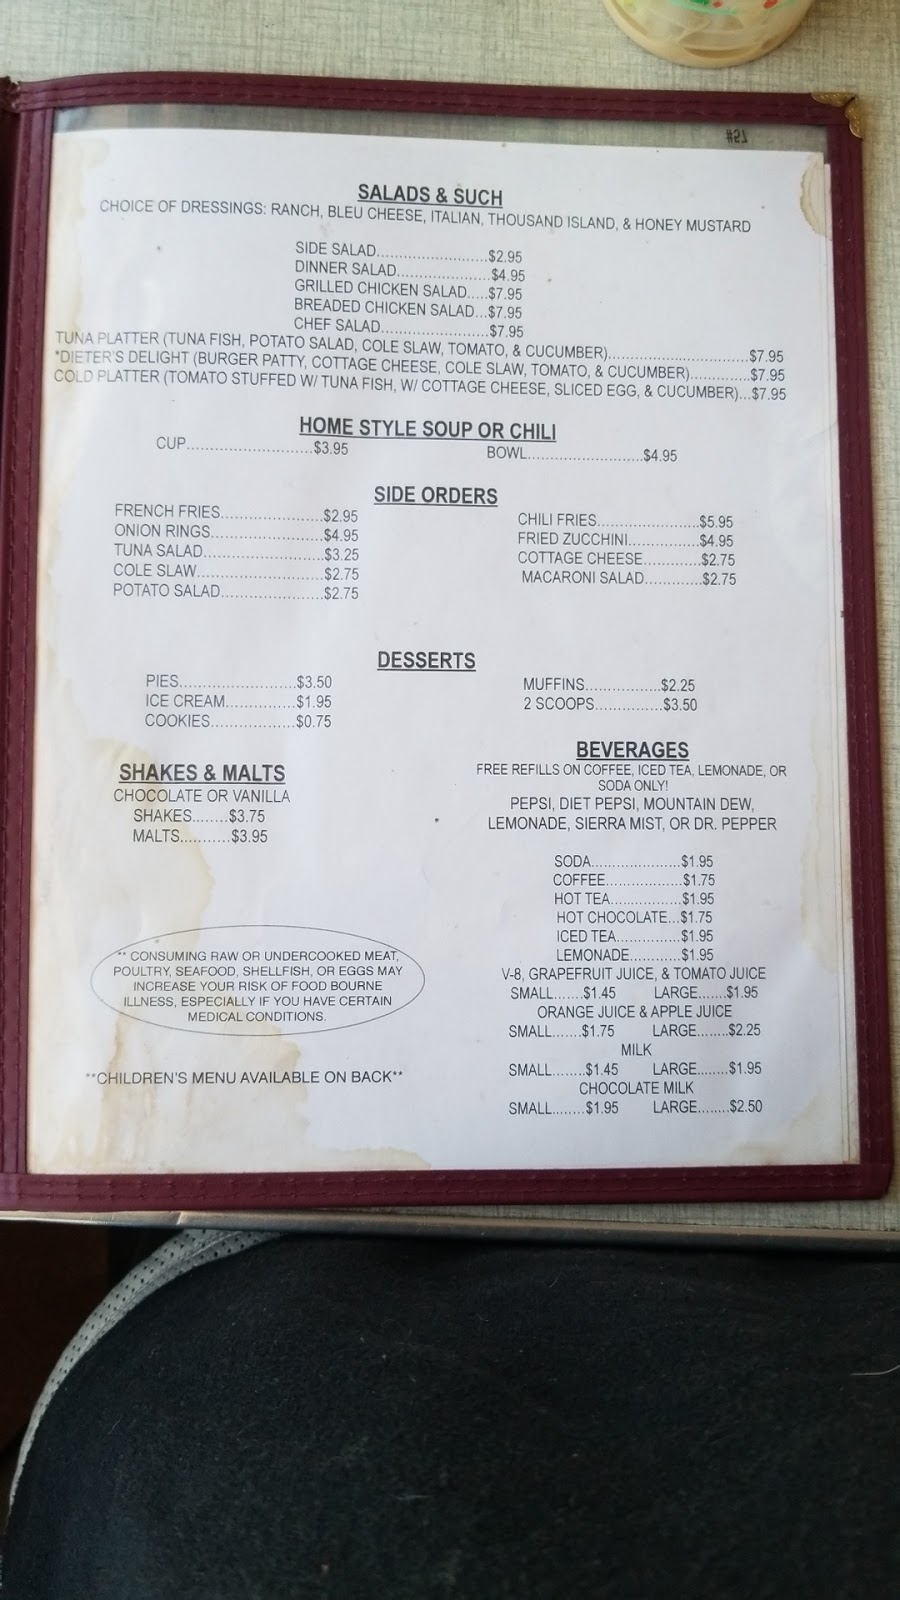 SALADS & SUCH
CHOICE OF DRESSINGS: RANCH, BLEU CHEESE, ITALIAN, THOUSAND ISLAND, & HONEY MUSTARD
SIDE SALAD.........................$2.95
DINNER SALAD.....................$4.95
GRILLED CHICKEN SALAD.....$7.95
BREADED CHICKEN SALAD...$7.95
CHEF SALAD........................$7.95
TUNA PLATTER (TUNA FISH, POTATO SALAD, COLE SLAW, TOMATO, & CUCUMBER)................................$7.95
*DIETER'S DELIGHT (BURGER PATTY, COTTAGE CHEESE, COLE SLAW, TOMATO, & CUCUMBER)..............$7.95
COLD PLATTER (TOMATO STUFFED W/ TUNA FISH, W/ COTTAGE CHEESE, SLICED EGG, & CUCUMBER)...$7.95
HOME STYLE SOUP OR CHILI
CUP............................$3.95 BOWL..........................$4.95
SIDE ORDERS
FRENCH FRIES.......................$2.95
ONION RINGS.........................$4.95
TUNA SALAD...........................$3.25
COLE SLAW............................$2.75
POTATO SALAD.......................$2.75
CHILI FRIES.......................$5.95
FRIED ZUCCHINI................$4.95
COTTAGE CHEESE.............$2.75
MACARONI SALAD.............$2.75
DESSERTS
PIES..........................$3.50
ICE CREAM................$1.95
COOKIES...................$0.75
MUFFINS.................$2.25
2 SCOOPS...............$3.50
SHAKES & MALTS
CHOCOLATE OR VANILLA
SHAKES........$3.75
MALTS...........$3.95
BEVERAGES
FREE REFILLS ON COFFEE, ICED TEA, LEMONADE, OR
SODA ONLY!
PEPSI, DIET PEPSI, MOUNTAIN DEW,
LEMONADE, SIERRA MIST, OR DR. PEPPER
SODA....................$1.95
COFFEE.................$1.75
HOT TEA................$1.95
HOT CHOCOLATE...$1.75
ICED TEA...............$1.95
LEMONADE............$1.95
V-8, GRAPEFRUIT JUICE, & TOMATO JUICE
SMALL.......$1.45 LARGE.......$1.95
ORANGE JUICE & APPLE JUICE
SMALL.......$1.75 LARGE........$2.25
MILK
SMALL........$1.45 LARGE........$1.95
CHOCOLATE MILK
SMALL........$1.95 LARGE........$2.50
** CONSUMING RAW OR UNDERCOOKED MEAT,
POULTRY, SEAFOOD, SHELLFISH, OR EGGS MAY
INCREASE YOUR RISK OF FOOD BOURNE
ILLNESS, ESPECIALLY IF YOU HAVE CERTAIN
MEDICAL CONDITIONS.
**CHILDREN'S MENU AVAILABLE ON BACK**